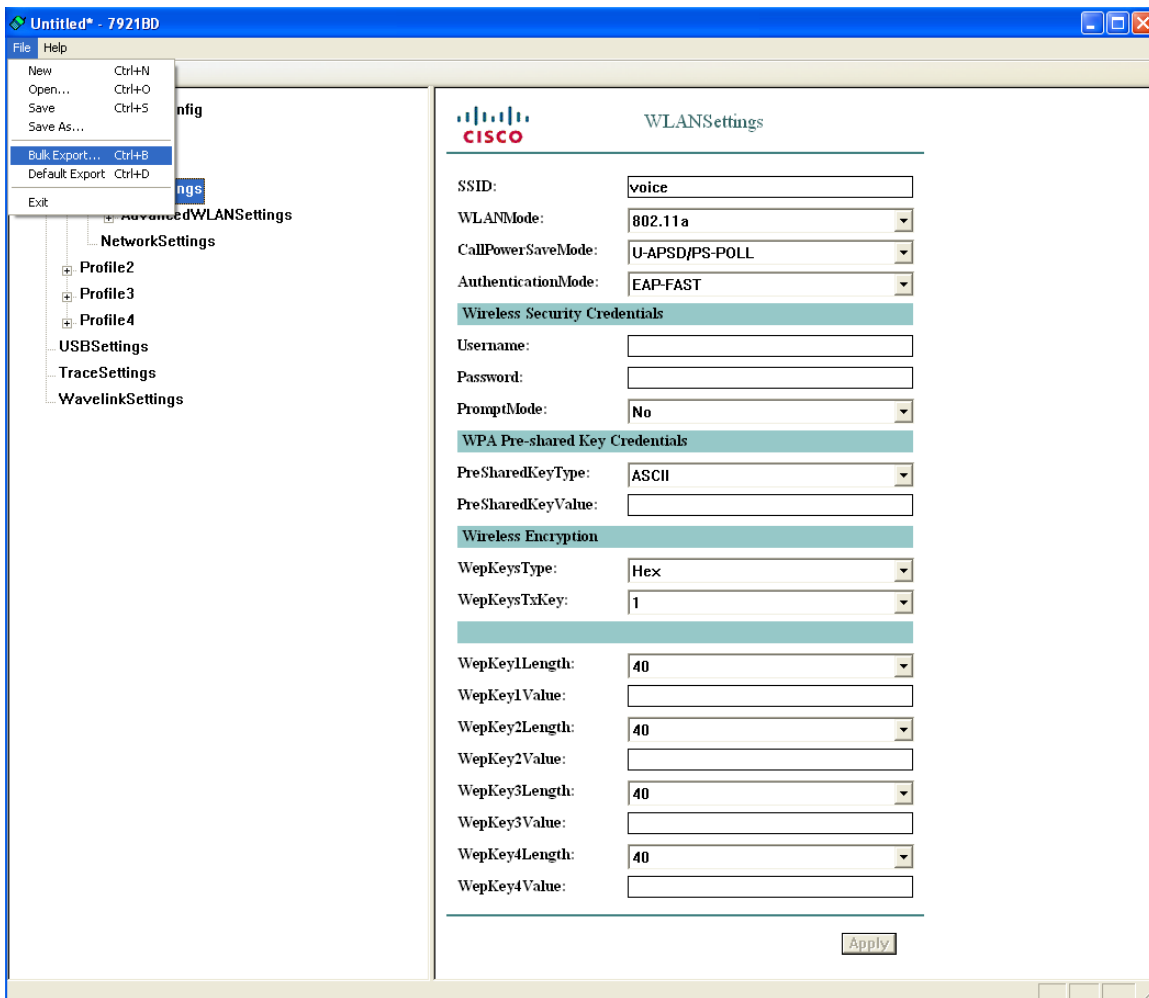 Untitled* - 7921BD
File Help
New Ctrl+N
Open... Ctrl+O
Save Ctrl+S
Save As...
Bulk Export... Ctrl+B
Default Export Ctrl+D
Exit
nfig
ngs
AdvancedWLANSettings
NetworkSettings
Profile2
Profile3
Profile4
USBSettings
TraceSettings
WavelinkSettings
CISCO
WLANSettings
SSID: voice
WLANMode: 802.11a
CallPowerSaveMode: U-APSD/PS-POLL
AuthenticationMode: EAP-FAST
Wireless Security Credentials
Username:
Password:
PromptMode: No
WPA Pre-shared Key Credentials
PreSharedKeyType: ASCII
PreSharedKeyValue:
Wireless Encryption
WepKeysType: Hex
WepKeysTxKey: 1
WepKey1Length: 40
WepKey1Value:
WepKey2Length: 40
WepKey2Value:
WepKey3Length: 40
WepKey3Value:
WepKey4Length: 40
WepKey4Value:
Apply